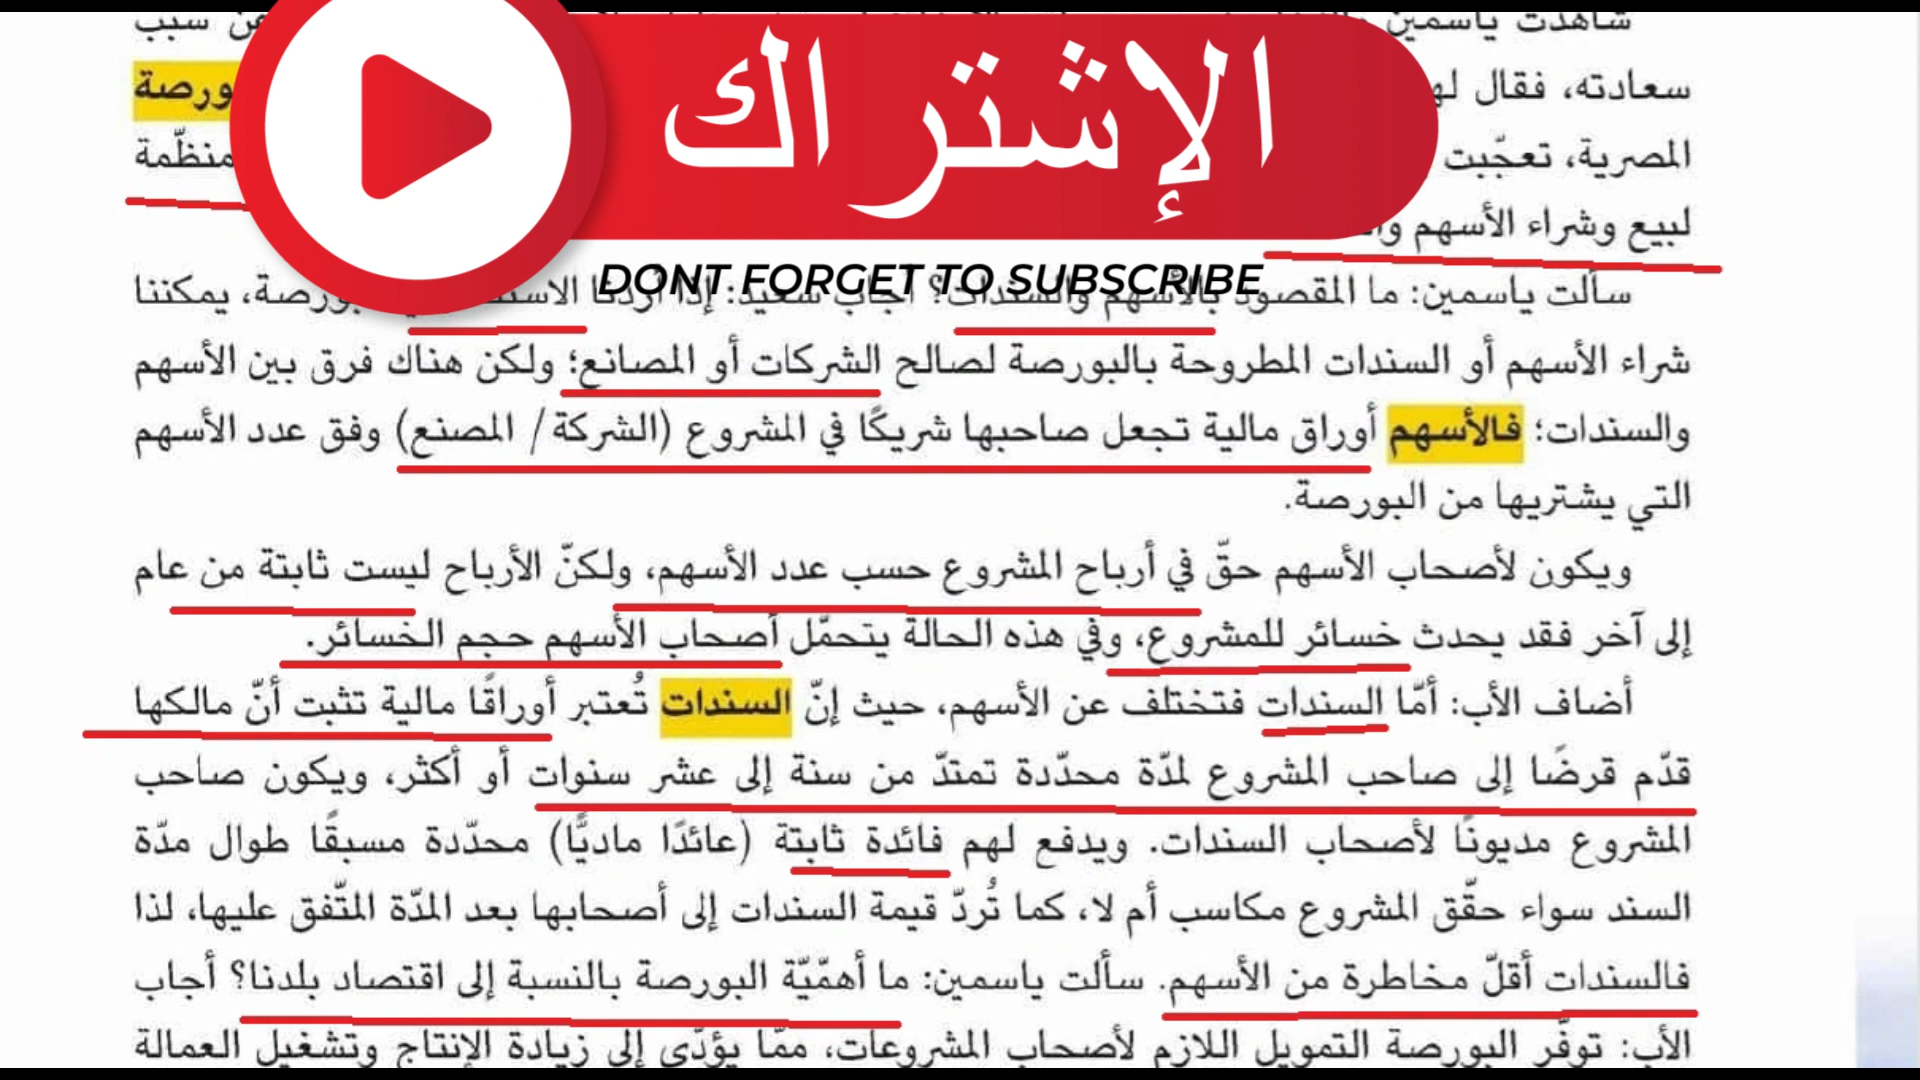 شاهدت ياسمين
عن سبب
سعادته، فقال لها
ورصة
المصرية، تعجّبت
منظّمة
لبيع وشراء الأسهم
الإشتراك
DONT FORGET TO SUBSCRIBE
سألت ياسمين: ما المقصود بالأسهم والسندات؟ أجاب سعيد: إذا أردنا بورصة، يمكننا
شراء الأسهم أو السندات المطروحة بالبورصة لصالح الشركات أو المصانع؛ ولكن هناك فرق بين الأسهم
والسندات؛ فالأسهم أوراق مالية تجعل صاحبها شريكًا في المشروع (الشركة/ المصنع) وفق عدد الأسهم
التي يشتريها من البورصة.
ويكون لأصحاب الأسهم حقّ في أرباح المشروع حسب عدد الأسهم، ولكنّ الأرباح ليست ثابتة من عام
إلى آخر فقد يحدث خسائر للمشروع، وفي هذه الحالة يتحمّل أصحاب الأسهم حجم الخسائر.
أضاف الأب: أمّا السندات فتختلف عن الأسهم، حيث إنّ السندات تُعتبر أوراقًا مالية تثبت أنّ مالكها
قدّم قرضًا إلى صاحب المشروع لمدّة محدّدة تمتدّ من سنة إلى عشر سنوات أو أكثر، ويكون صاحب
المشروع مديونًا لأصحاب السندات. ويدفع لهم فائدة ثابتة (عائدًا ماديًّا) محدّدة مسبقًا طوال مدّة
السند سواء حقّق المشروع مكاسب أم لا، كما تُردّ قيمة السندات إلى أصحابها بعد المدّة المتّفق عليها، لذا
فالسندات أقلّ مخاطرة من الأسهم. سألت ياسمين: ما أهمّيّة البورصة بالنسبة إلى اقتصاد بلدنا؟ أجاب
الأب: توفّر البورصة التمويل اللازم لأصحاب المشروعات، ممّا يؤدّي إلى زيادة الإنتاج وتشغيل العمالة